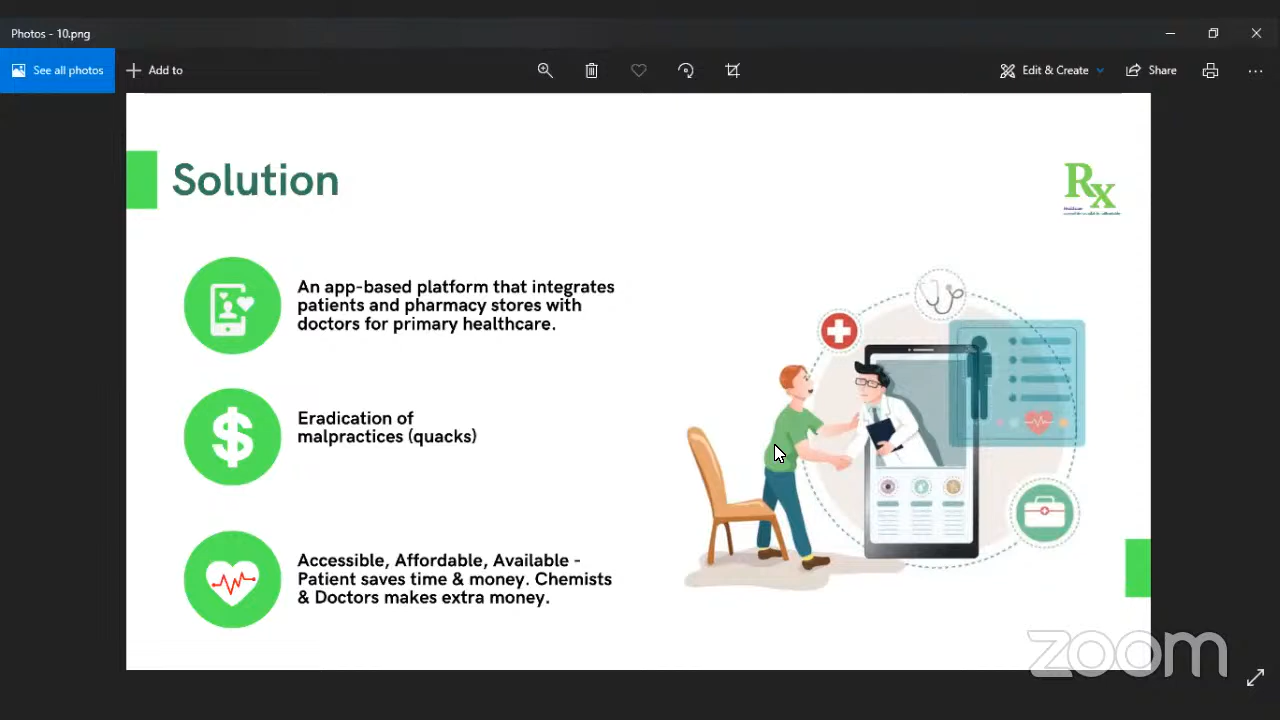 Photos - 10.png
See all photos
Add to
Edit & Create
Share
Solution
Rx
An app-based platform that integrates
patients and pharmacy stores with
doctors for primary healthcare.
Eradication of
malpractices (quacks)
Accessible, Affordable, Available -
Patient saves time & money. Chemists
& Doctors makes extra money.
zoom